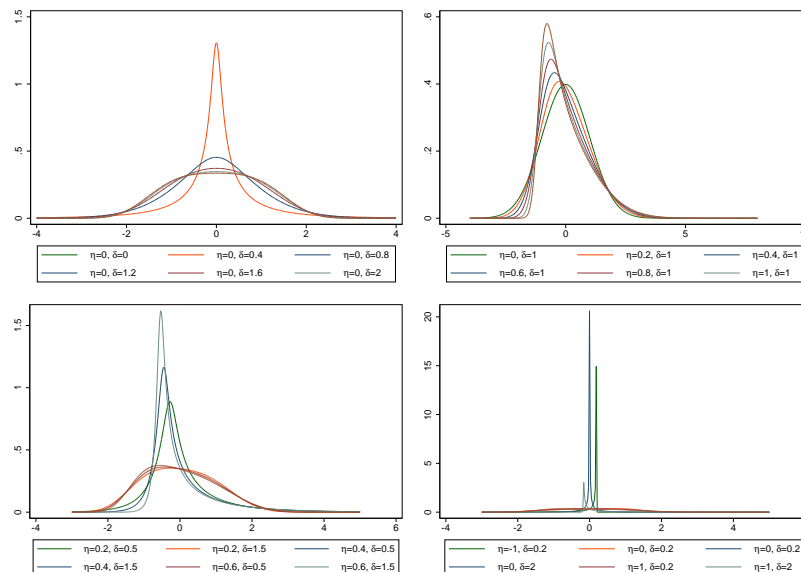 1.5
1
.5
0
-4 -2 0 2 4
η=0, δ=0 η=0, δ=0.4 η=0, δ=0.8
η=0, δ=1.2 η=0, δ=1.6 η=0, δ=2
.6
.4
.2
0
-5 0 5 10
η=0, δ=1 η=0.2, δ=1 η=0.4, δ=1
η=0.6, δ=1 η=0.8, δ=1 η=1, δ=1
1.5
1
.5
0
-4 -2 0 2 4 6
η=0.2, δ=0.5 η=0.2, δ=1.5 η=0.4, δ=0.5
η=0.4, δ=1.5 η=0.6, δ=0.5 η=0.6, δ=1.5
20
15
10
5
0
-4 -2 0 2 4 6
η=-1, δ=0.2 η=0, δ=0.2 η=0, δ=0.2
η=0, δ=2 η=1, δ=0.2 η=1, δ=2